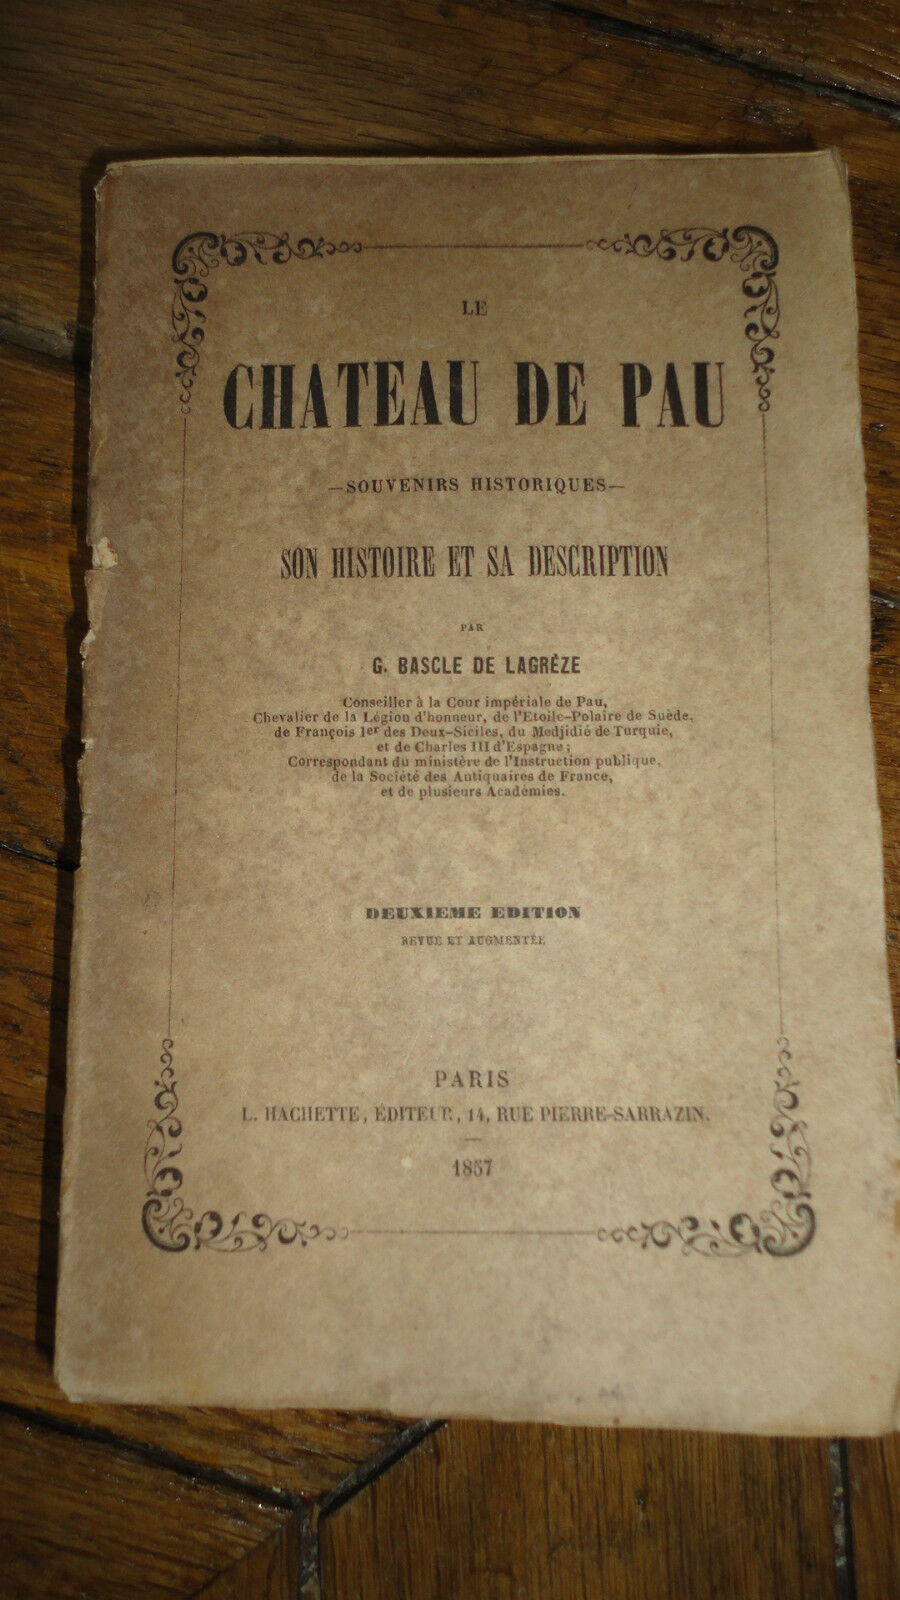 LE
CHATEAU DE PAU
—SOUVENIRS HISTORIQUES—
SON HISTOIRE ET SA DESCRIPTION
PAR
G. BASCLE DE LAGRÈZE
Conseiller à la Cour impériale de Pau,
Chevalier de la Légion d'honneur, de l'Etoile-Polaire de Suède,
de François 1er des Deux-Siciles, du Medjidié de Turquie,
et de Charles III d'Espagne;
Correspondant du ministère de l'Instruction publique,
de la Société des Antiquaires de France,
et de plusieurs Académies.
DEUXIEME EDITION
REVUE ET AUGMENTÉE
PARIS
L. HACHETTE, ÉDITEUR, 14, RUE PIERRE-SARRAZIN.
1857